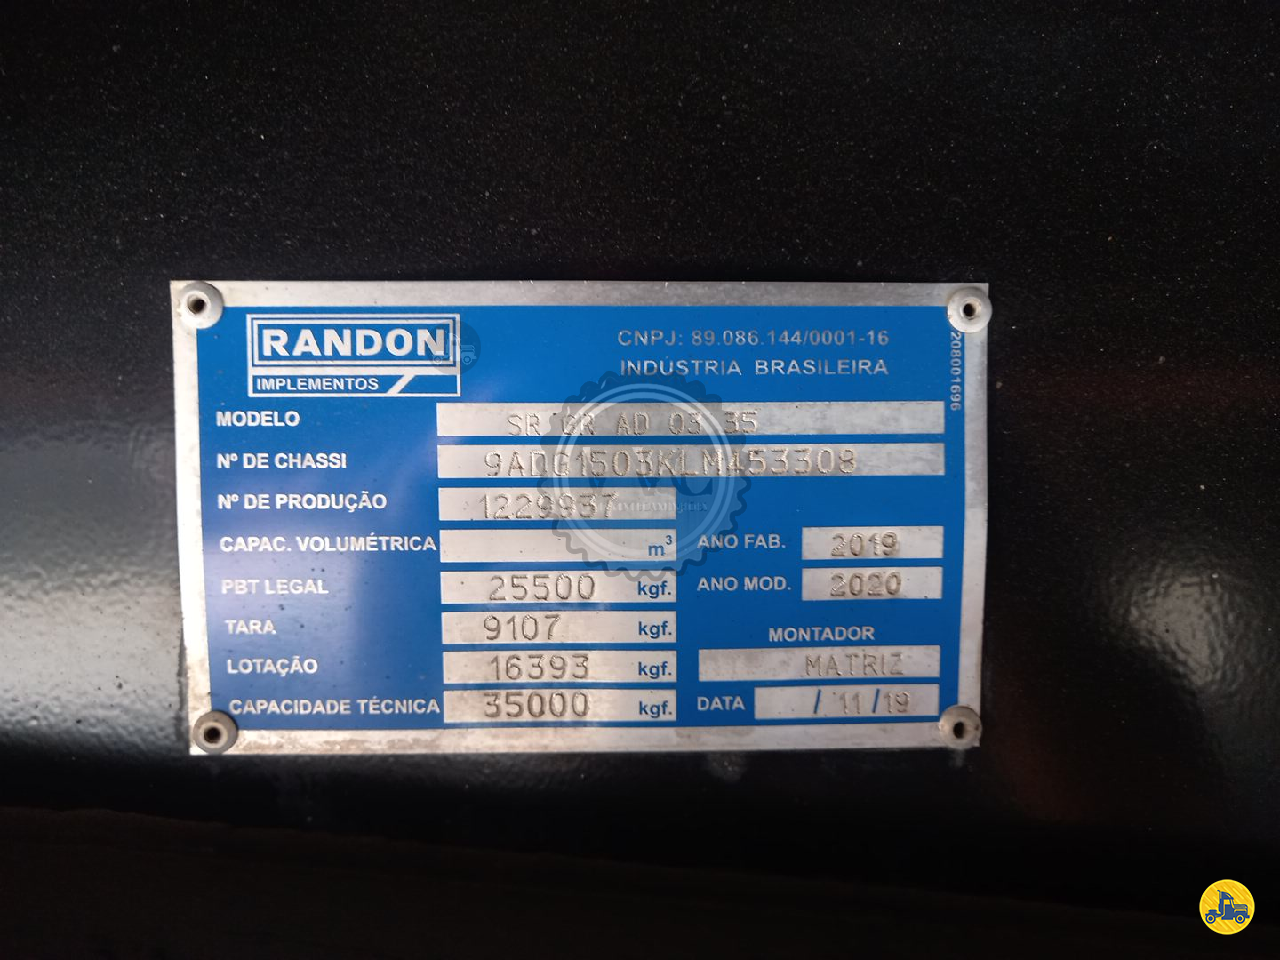 RANDON
IMPLEMENTOS
CNPJ: 89.086.144/0001-16
INDÚSTRIA BRASILEIRA
208001696
MODELO SR GR AD 03 35
Nº DE CHASSI 9ADG1503KLM453308
Nº DE PRODUÇÃO 1229937
CAPAC. VOLUMÉTRICA m³ ANO FAB. 2019
PBT LEGAL 25500 kgf. ANO MOD. 2020
TARA 9107 kgf.
MONTADOR
LOTAÇÃO 16393 kgf. MATRIZ
CAPACIDADE TÉCNICA 35000 kgf. DATA / 11 / 19